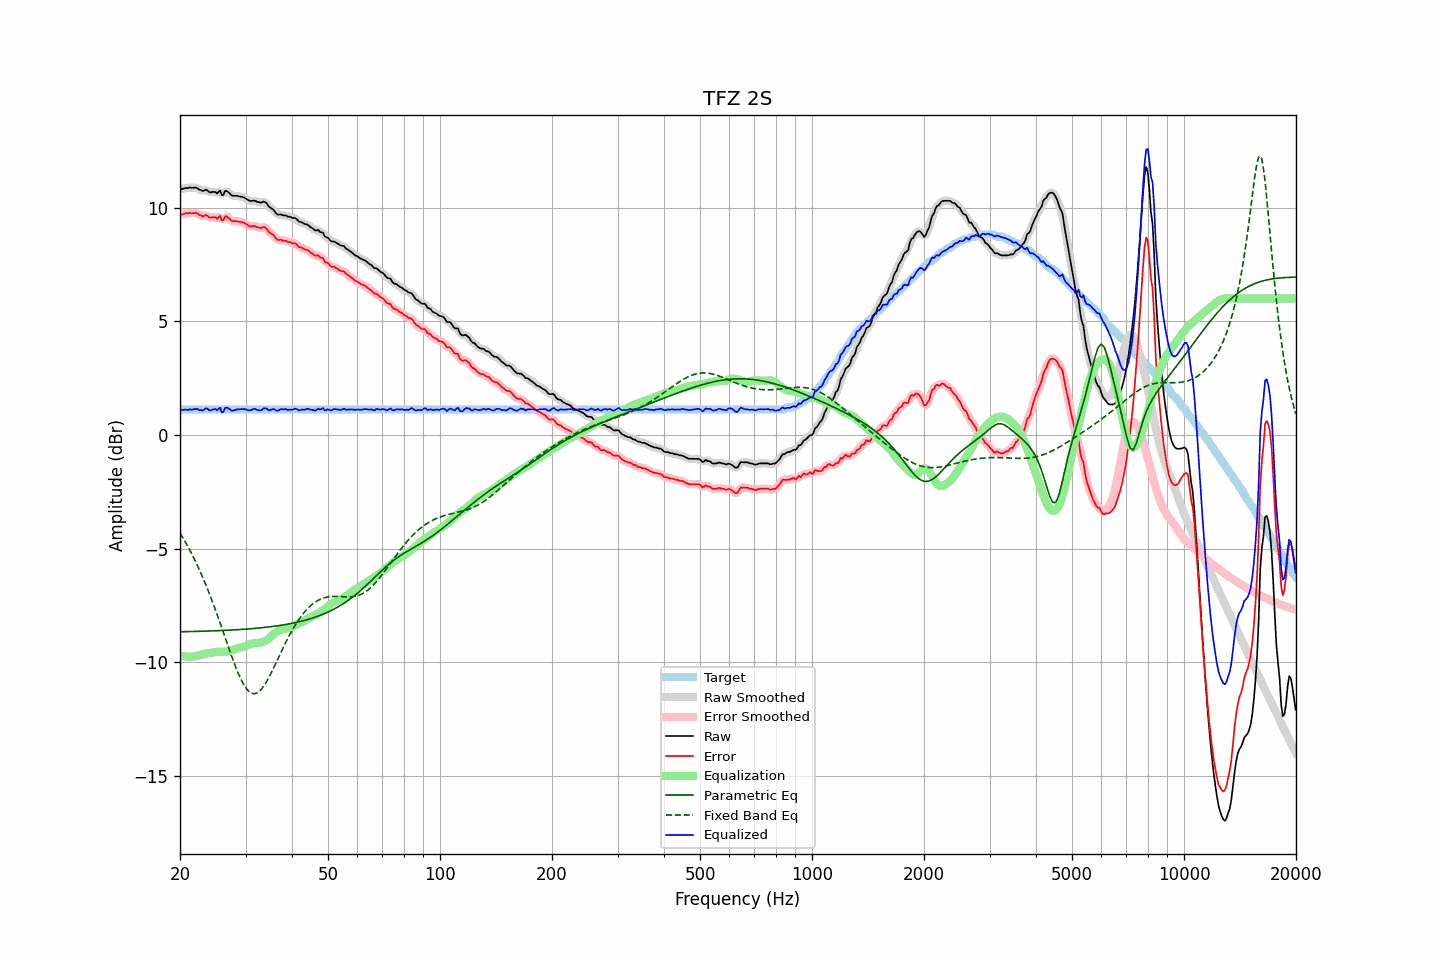 TFZ 2S
Amplitude (dBr)
10
5
0
−5
−10
−15
Target
Raw Smoothed
Error Smoothed
Raw
Error
Equalization
Parametric Eq
Fixed Band Eq
Equalized
20 50 100 200 500 1000 2000 5000 10000 20000
Frequency (Hz)